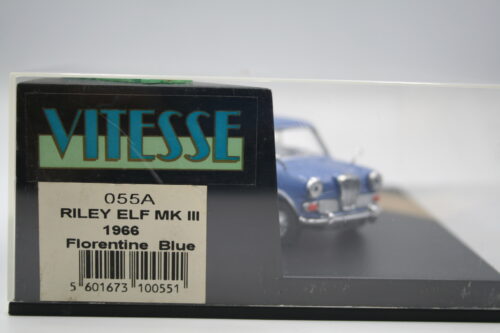 VITESSE
055A
RILEY ELF MK III
1966
Florentine Blue
5 601673 100551